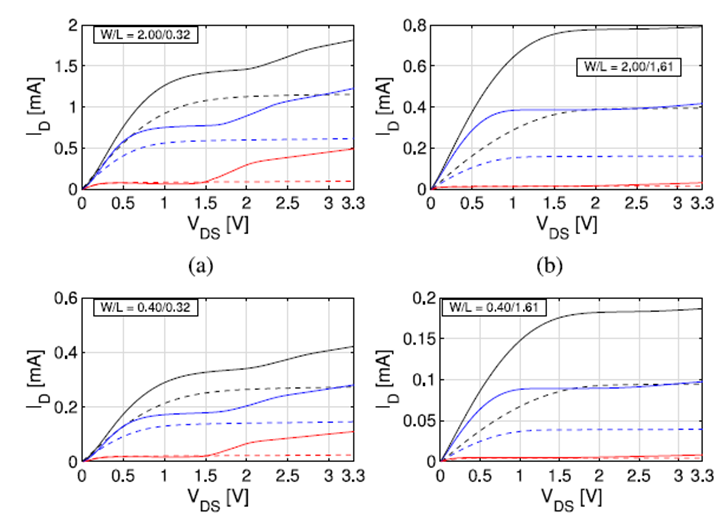 2
1.5
1
0.5
0
I_D [mA]
W/L = 2.00/0.32
0 0.5 1 1.5 2 2.5 3 3.3
V_DS [V]
(a)
0.8
0.6
0.4
0.2
0
I_D [mA]
W/L = 2,00/1,61
0 0.5 1 1.5 2 2.5 3 3.3
V_DS [V]
(b)
0.6
0.4
0.2
0
I_D [mA]
W/L = 0.40/0.32
0 0.5 1 1.5 2 2.5 3 3.3
V_DS [V]
0.2
0.15
0.1
0.05
0
I_D [mA]
W/L = 0.40/1.61
0 0.5 1 1.5 2 2.5 3 3.3
V_DS [V]